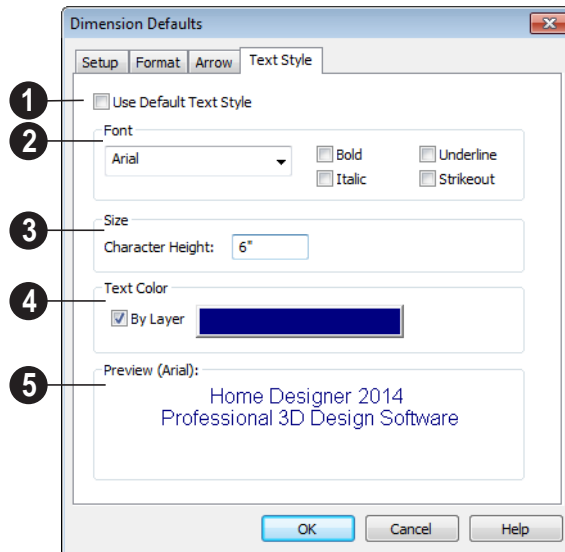 Dimension Defaults
Setup Format Arrow Text Style
1 Use Default Text Style
2 Font
Arial Bold Underline
Italic Strikeout
3 Size
Character Height: 6"
4 Text Color
By Layer
5 Preview (Arial):
Home Designer 2014
Professional 3D Design Software
OK Cancel Help